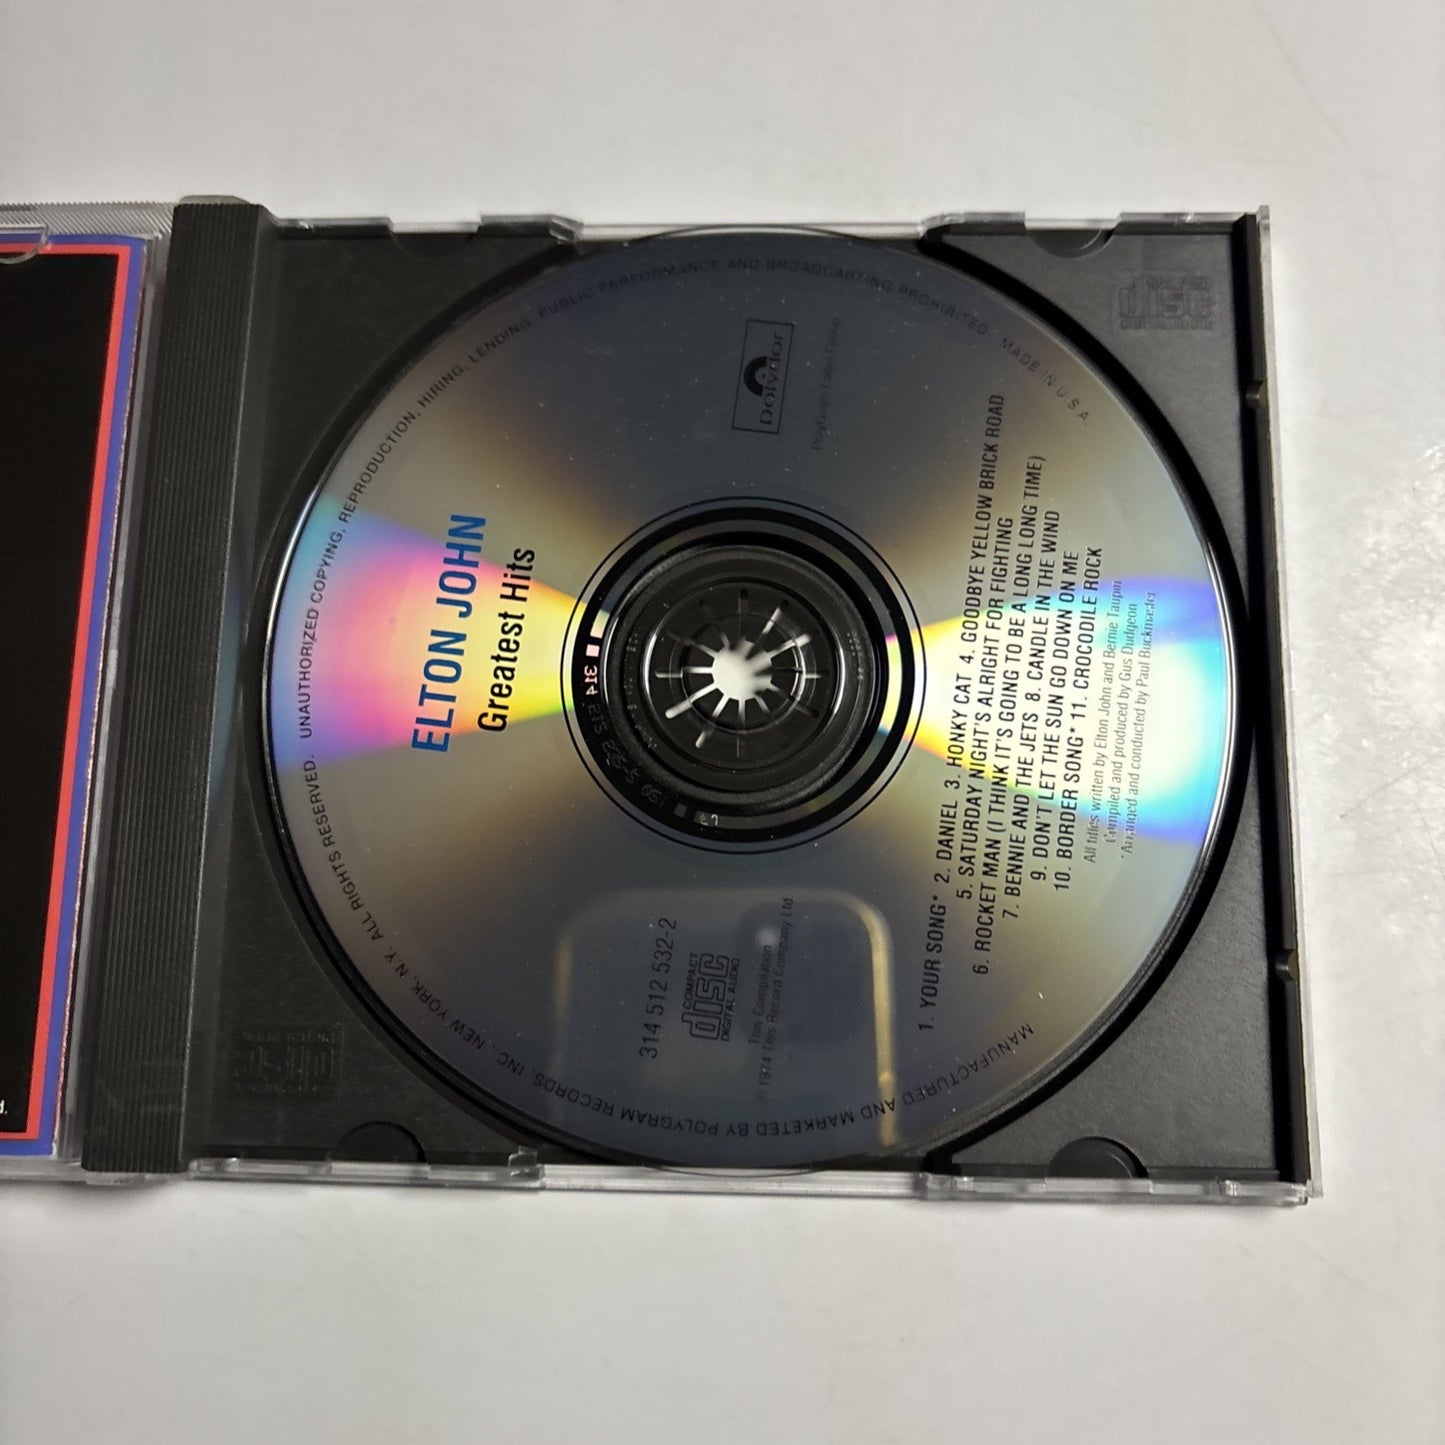 ELTON JOHN
Greatest Hits
polydor
PolyGram Label Group
314 512 532-2
COMPACT
disc
DIGITAL AUDIO
This Compilation
℗ 1974 This Record Company Ltd
1. YOUR SONG* 2. DANIEL 3. HONKY CAT 4. GOODBYE YELLOW BRICK ROAD
5. SATURDAY NIGHT'S ALRIGHT FOR FIGHTING
6. ROCKET MAN (I THINK IT'S GOING TO BE A LONG LONG TIME)
7. BENNIE AND THE JETS 8. CANDLE IN THE WIND
9. DON'T LET THE SUN GO DOWN ON ME
10. BORDER SONG* 11. CROCODILE ROCK
All titles written by Elton John and Bernie Taupin
Compiled and produced by Gus Dudgeon
*Arranged and conducted by Paul Buckmaster
MANUFACTURED AND MARKETED BY POLYGRAM RECORDS, INC., NEW YORK, N.Y. ALL RIGHTS RESERVED. UNAUTHORIZED COPYING, REPRODUCTION, HIRING, LENDING, PUBLIC PERFORMANCE AND BROADCASTING PROHIBITED. MADE IN U.S.A.
disc
d.